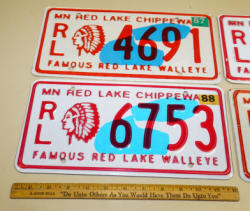 MN RED LAKE CHIPPEWA
87
RL 4691
FAMOUS RED LAKE WALLEYE
MN RED LAKE CHIPPEWA
88
RL 6753
FAMOUS RED LAKE WALLEYE
"Do Unto Others As You Would Have Them Do Unto You"